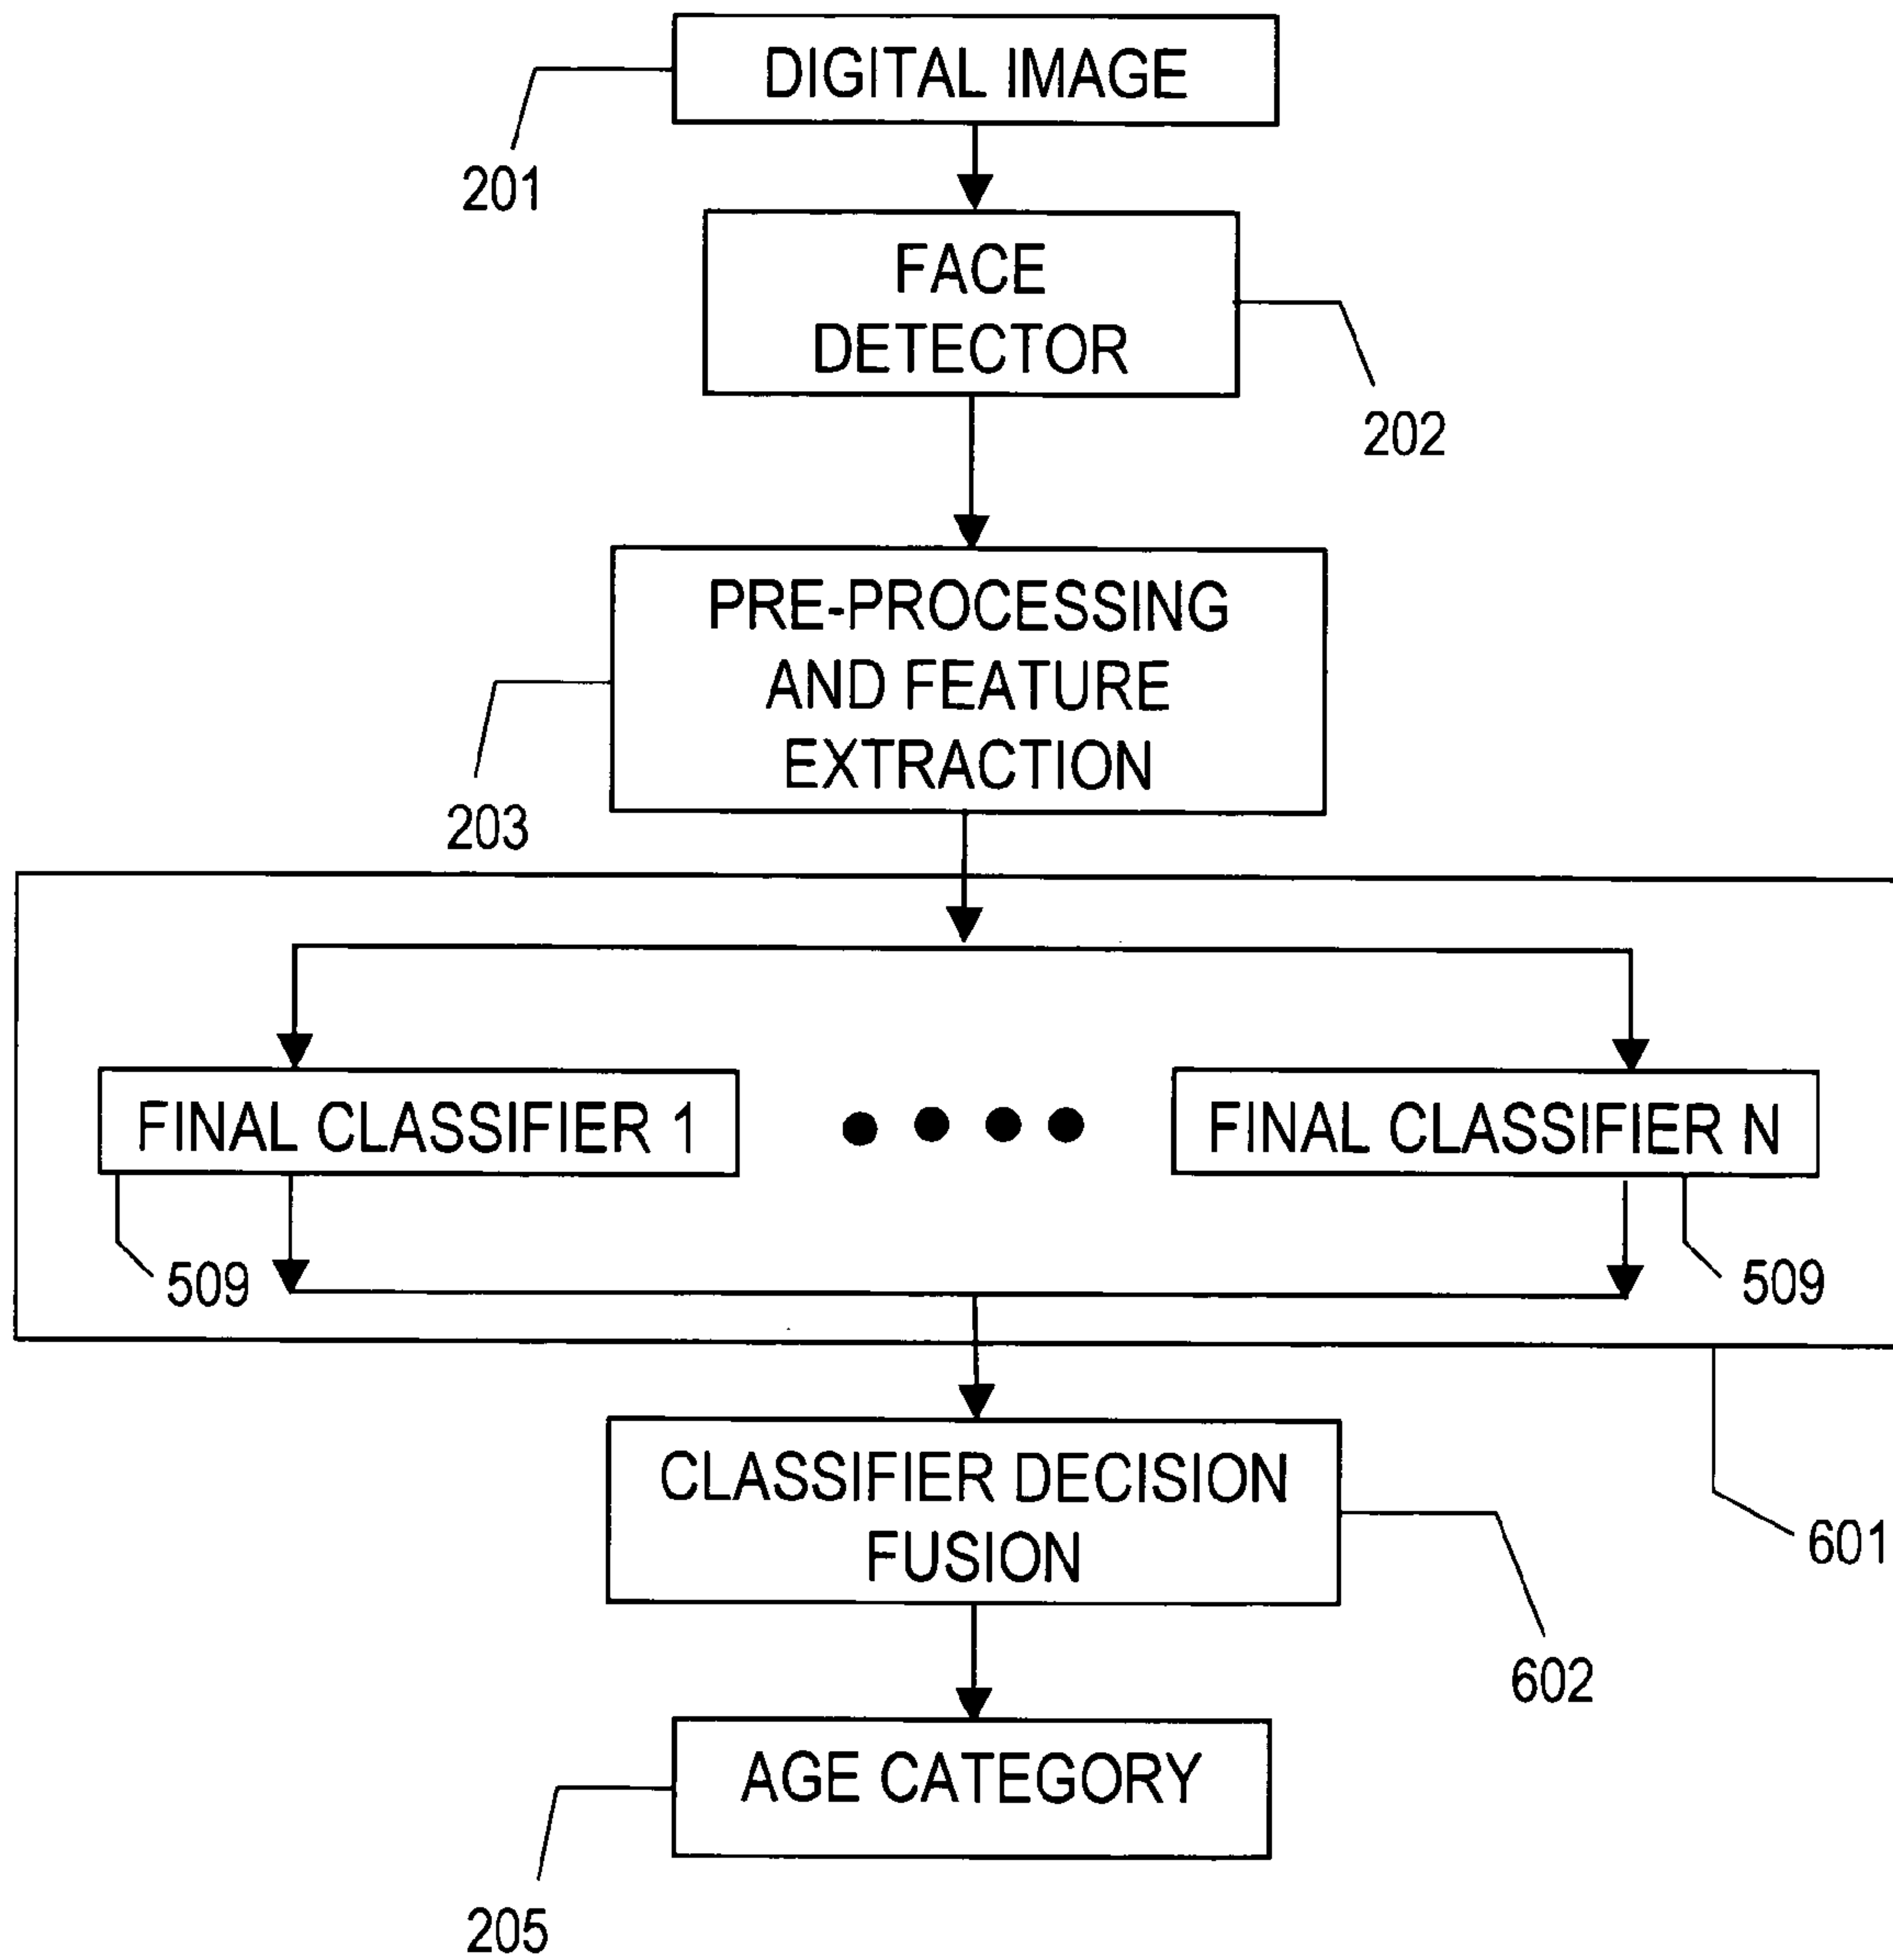 DIGITAL IMAGE
201
FACE
DETECTOR
202
PRE-PROCESSING
AND FEATURE
EXTRACTION
203
FINAL CLASSIFIER 1
FINAL CLASSIFIER N
509
509
CLASSIFIER DECISION
FUSION
601
602
AGE CATEGORY
205